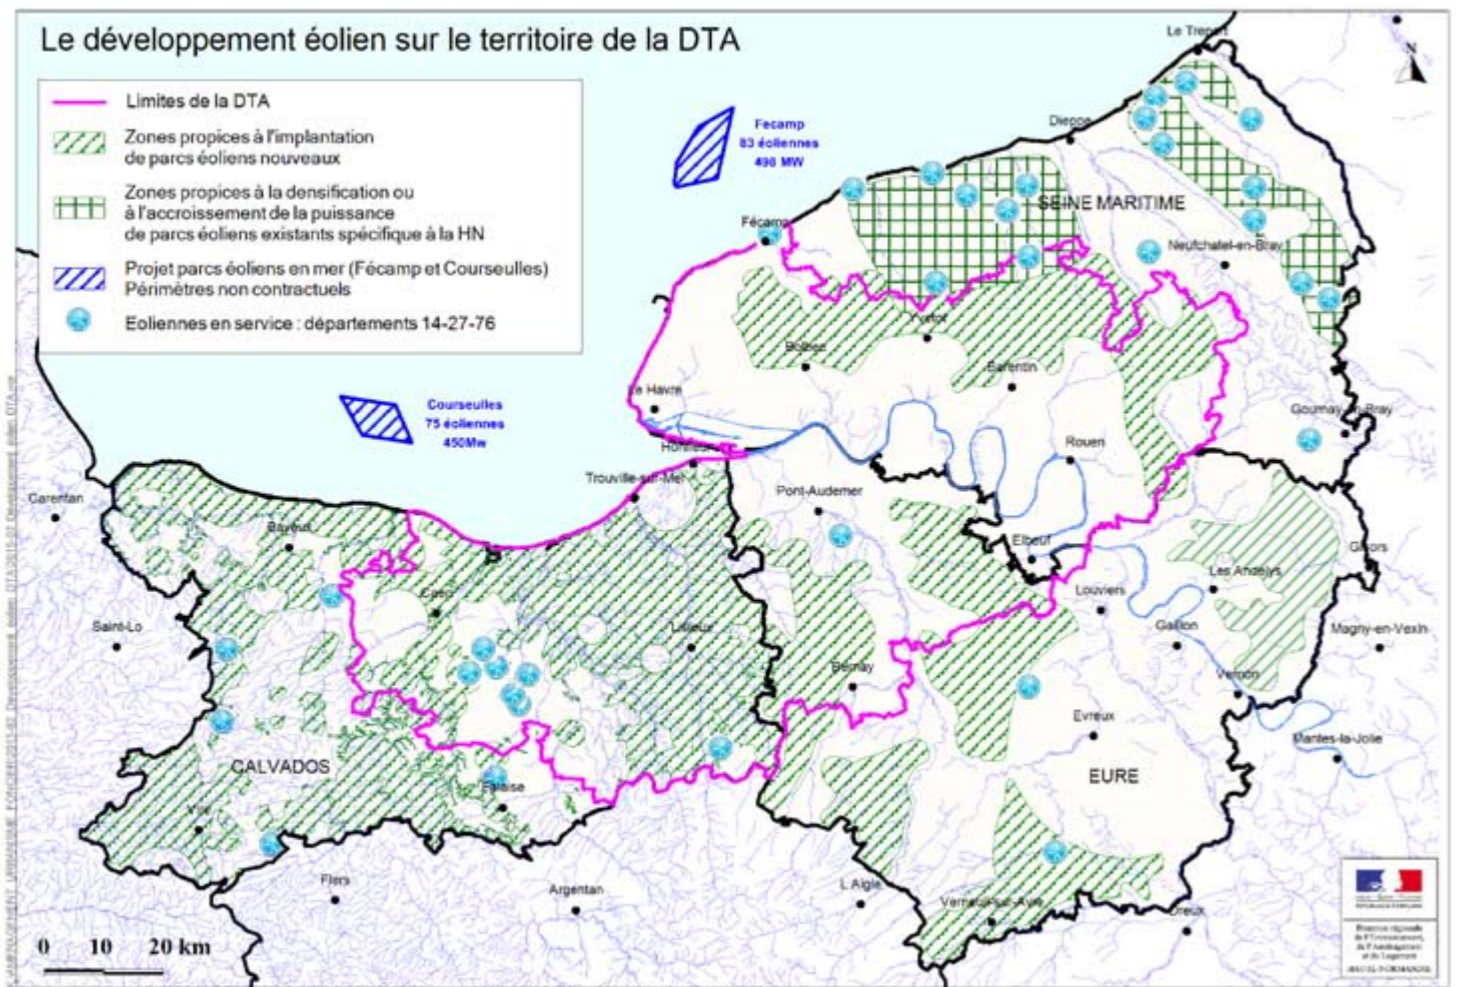 Le développement éolien sur le territoire de la DTA
Limites de la DTA
Zones propices à l'implantation
de parcs éoliens nouveaux
Zones propices à la densification ou
à l'accroissement de la puissance
de parcs éoliens existants spécifique à la HN
Projet parcs éoliens en mer (Fécamp et Courseulles)
Périmètres non contractuels
Eoliennes en service : départements 14-27-76
Le Treport
N
Fecamp
83 éoliennes
498 MW
Dieppe
SEINE MARITIME
Fécamp
Neufchatel-en-Bray
Yvetot
Bolbec
Barentin
Le Havre
Courseulles
75 éoliennes
450Mw
Gournay-en-Bray
Honfleur
Rouen
Trouville-sur-Mer
Pont-Audemer
Carentan
Bayeux
Elbeuf
Gisors
Les Andelys
Louviers
Caen
Saint-Lo
Lisieux
Gaillon
Magny-en-Vexin
Bernay
Vernon
Evreux
Mantes-la-Jolie
CALVADOS
EURE
Falaise
Vire
Flers
Argentan
L Aigle
Verneuil-sur-Avre
Dreux
0 10 20 km